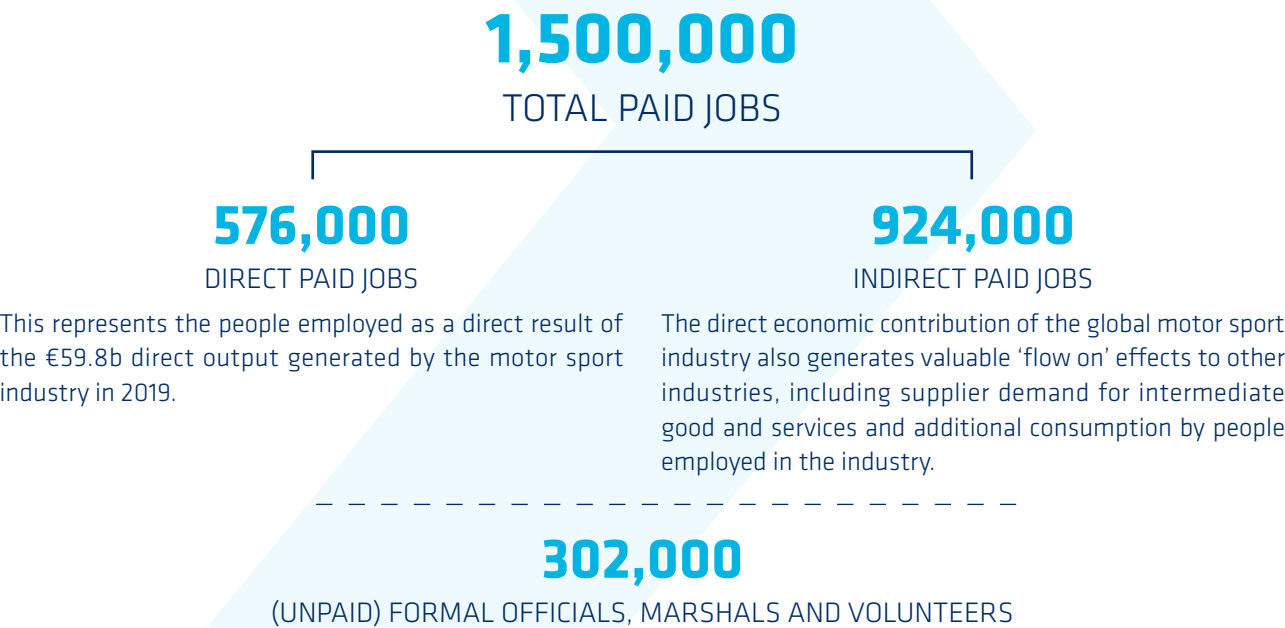 1,500,000
TOTAL PAID JOBS
576,000
DIRECT PAID JOBS
This represents the people employed as a direct result of
the €59.8b direct output generated by the motor sport
industry in 2019.
924,000
INDIRECT PAID JOBS
The direct economic contribution of the global motor sport
industry also generates valuable ‘flow on’ effects to other
industries, including supplier demand for intermediate
good and services and additional consumption by people
employed in the industry.
302,000
(UNPAID) FORMAL OFFICIALS, MARSHALS AND VOLUNTEERS